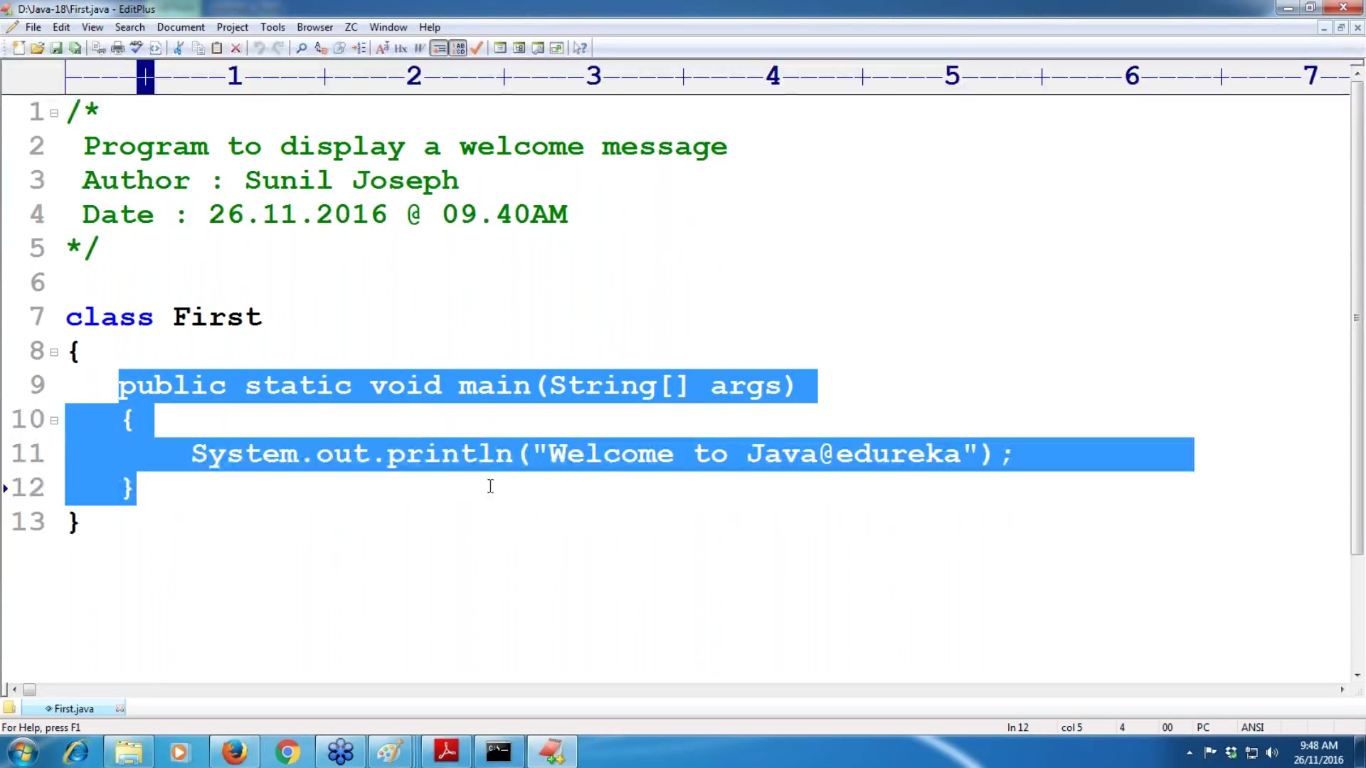 D:\Java-18\First.java - EditPlus
File Edit View Search Document Project Tools Browser ZC Window Help
----+----1----+----2----+----3----+----4----+----5----+----6----+----7--
1 /*
2 Program to display a welcome message
3 Author : Sunil Joseph
4 Date : 26.11.2016 @ 09.40AM
5 */
6
7 class First
8 {
9 public static void main(String[] args)
10 {
11 System.out.println("Welcome to Java@edureka");
12 }
13 }
First.java
For Help, press F1 ln 12 col 5 4 00 PC ANSI
9:48 AM
26/11/2016